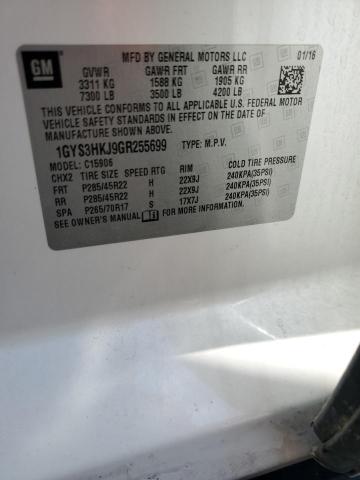 GM
MFD BY GENERAL MOTORS LLC 01/16
GVWR GAWR FRT GAWR RR
3311 KG 1588 KG 1905 KG
7300 LB 3500 LB 4200 LB
THIS VEHICLE CONFORMS TO ALL APPLICABLE U.S. FEDERAL MOTOR
VEHICLE SAFETY STANDARDS IN EFFECT ON THE DATE OF
MANUFACTURE SHOWN ABOVE.
1GYS3HKJ9GR255699 TYPE: M.P.V.
MODEL: C15906
CHX2 TIRE SIZE SPEED RTG RIM COLD TIRE PRESSURE
FRT P285/45R22 H 22X9J 240KPA(35PSI)
RR P285/45R22 H 22X9J 240KPA(35PSI)
SPA P265/70R17 S 17X7J 240KPA(35PSI)
SEE OWNER'S MANUAL FOR MORE INFORMATION.